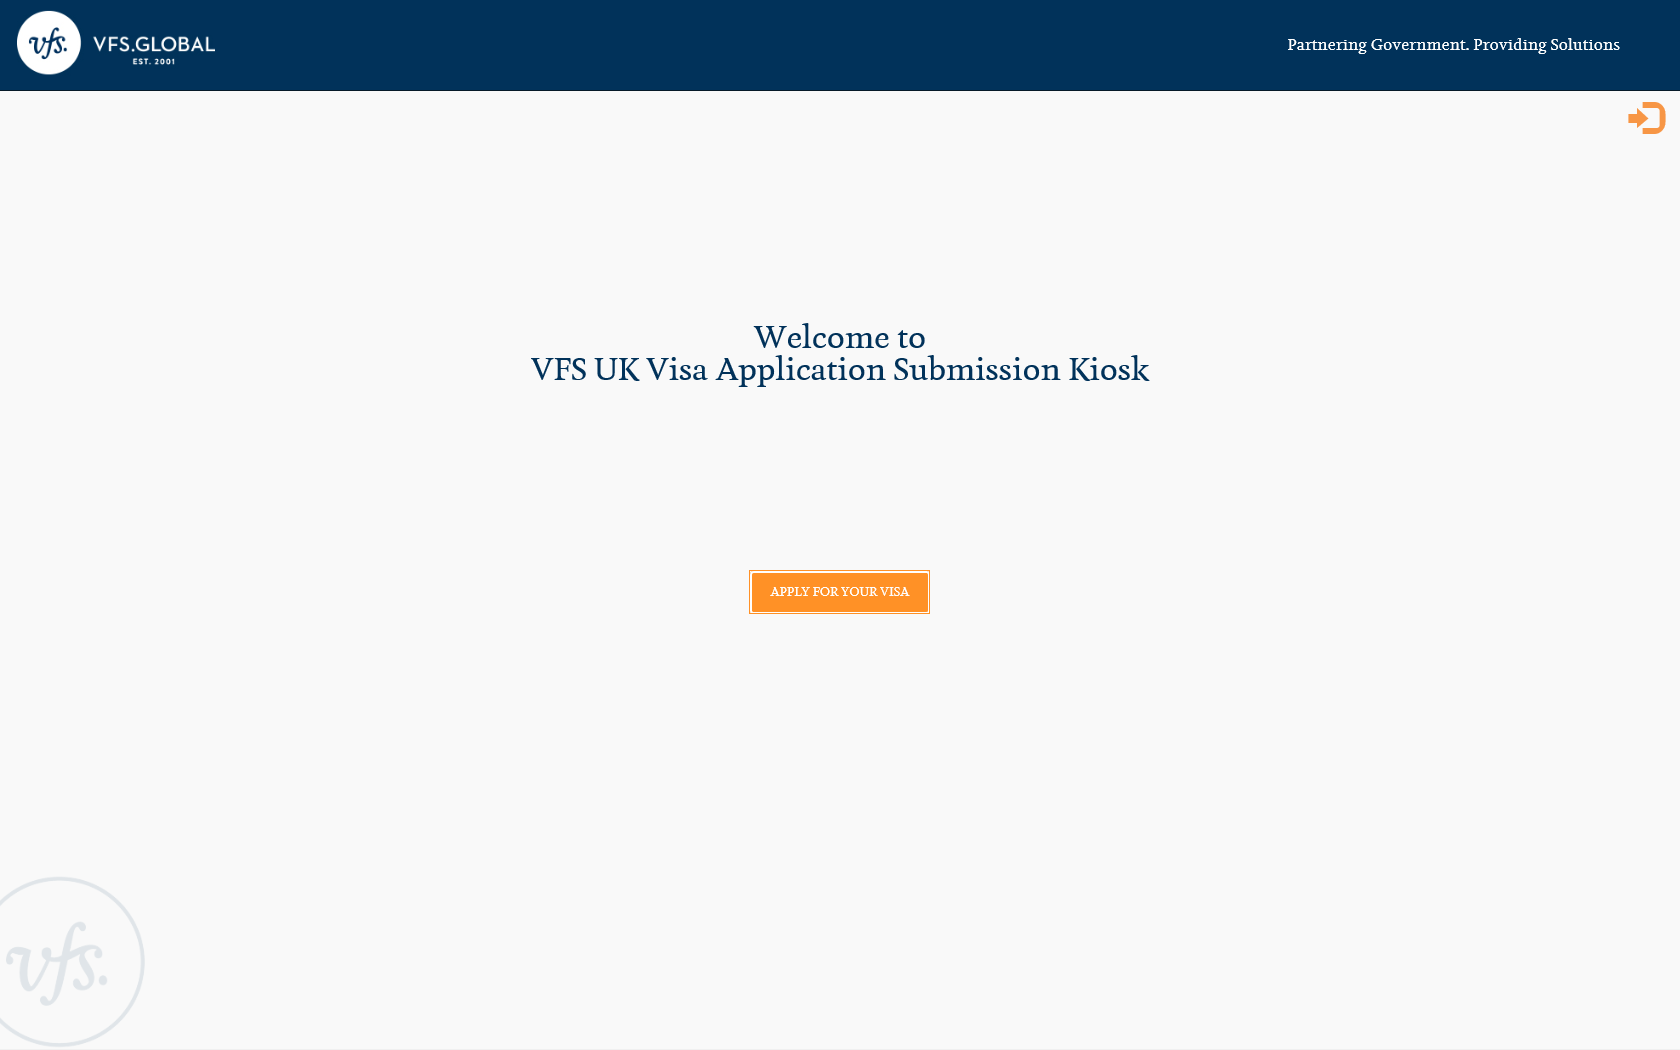 vfs.
VFS.GLOBAL
EST. 2001
Partnering Government. Providing Solutions
Welcome to
VFS UK Visa Application Submission Kiosk
APPLY FOR YOUR VISA
vfs.